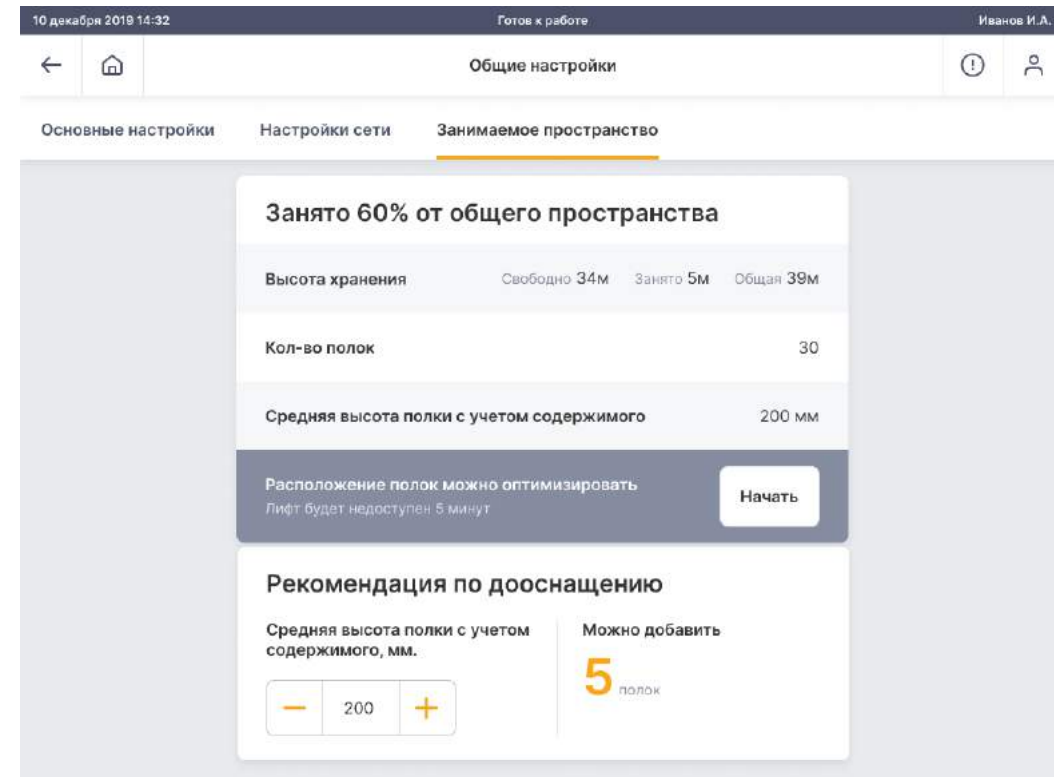 10 декабря 2019 14:32 Готов к работе Иванов И.А.
Общие настройки
Основные настройки Настройки сети Занимаемое пространство
Занято 60% от общего пространства
Высота хранения Свободно 34м Занято 5м Общая 39м
Кол-во полок 30
Средняя высота полки с учетом содержимого 200 мм
Расположение полок можно оптимизировать
Лифт будет недоступен 5 минут
Начать
Рекомендация по дооснащению
Средняя высота полки с учетом
содержимого, мм.
− 200 +
Можно добавить
5 полок